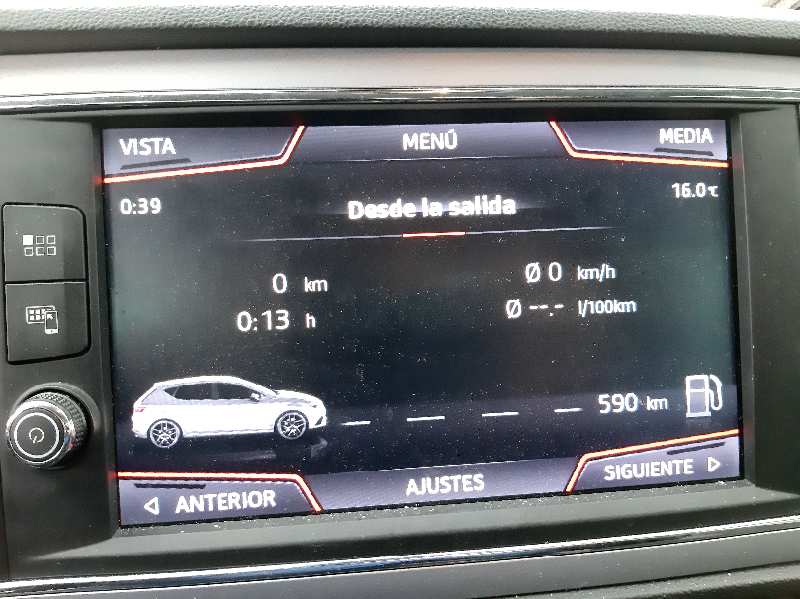 VISTA
MENÚ
MEDIA
0:39
Desde la salida
16.0℃
0 km
Ø 0 km/h
0:13 h
Ø --.- l/100km
590 km
ANTERIOR
AJUSTES
SIGUIENTE